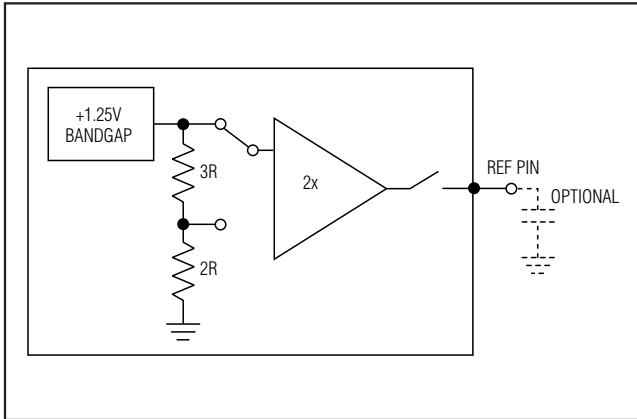 +1.25V
BANDGAP
3R
2x
REF PIN
OPTIONAL
2R